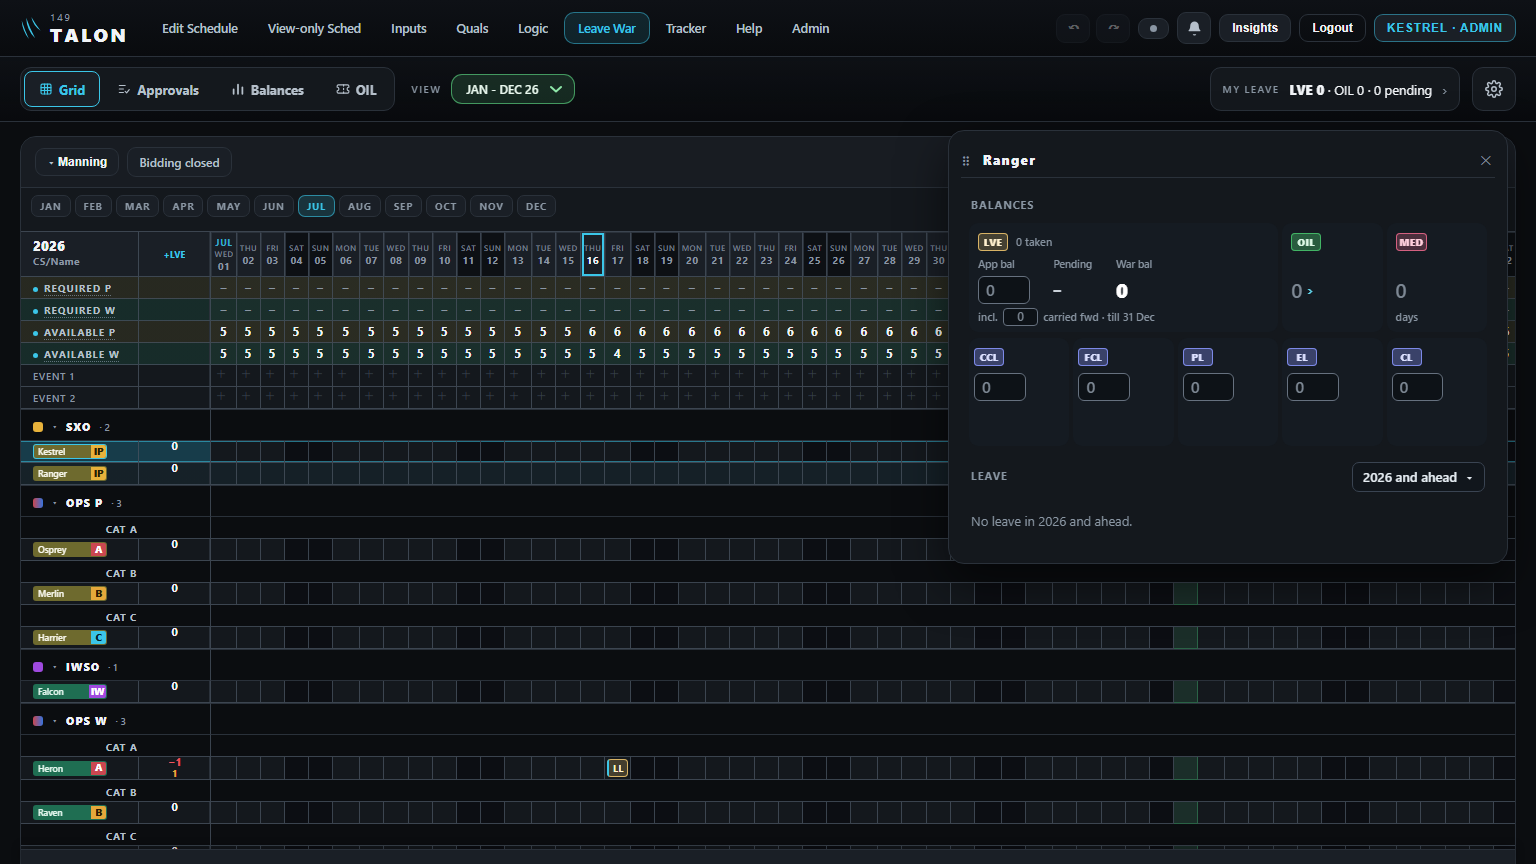 149
TALON
Edit Schedule
View-only Sched
Inputs
Quals
Logic
Leave War
Tracker
Help
Admin
Insights
Logout
KESTREL · ADMIN
Grid
Approvals
Balances
OIL
VIEW
JAN - DEC 26
MY LEAVE LVE 0 · OIL 0 · 0 pending ›
Manning
Bidding closed
JAN FEB MAR APR MAY JUN JUL AUG SEP OCT NOV DEC
2026
CS/Name
+LVE
JUL
WED THU FRI SAT SUN MON TUE WED THU FRI SAT SUN MON TUE WED THU FRI SAT SUN MON TUE WED THU FRI SAT SUN MON TUE WED THU
01 02 03 04 05 06 07 08 09 10 11 12 13 14 15 16 17 18 19 20 21 22 23 24 25 26 27 28 29 30
REQUIRED P – – – – – – – – – – – – – – – – – – – – – – – – – – – – – –
REQUIRED W – – – – – – – – – – – – – – – – – – – – – – – – – – – – – –
AVAILABLE P 5 5 5 5 5 5 5 5 5 5 5 5 5 5 5 6 6 6 6 6 6 6 6 6 6 6 6 6 6 6
AVAILABLE W 5 5 5 5 5 5 5 5 5 5 5 5 5 5 5 5 4 5 5 5 5 5 5 5 5 5 5 5 5 5
EVENT 1 + + + + + + + + + + + + + + + + + + + + + + + + + + + + + +
EVENT 2 + + + + + + + + + + + + + + + + + + + + + + + + + + + + + +
SXO · 2
Kestrel IP 0
Ranger IP 0
OPS P · 3
CAT A
Osprey A 0
CAT B
Merlin B 0
CAT C
Harrier C 0
IWSO · 1
Falcon IW 0
OPS W · 3
CAT A
Heron A −1
1
LL
CAT B
Raven B 0
CAT C
Ranger
BALANCES
LVE 0 taken
App bal Pending War bal
0 – 0
incl. 0 carried fwd · till 31 Dec
OIL
0 ›
MED
0
days
CCL FCL PL EL CL
0 0 0 0 0
LEAVE
2026 and ahead
No leave in 2026 and ahead.